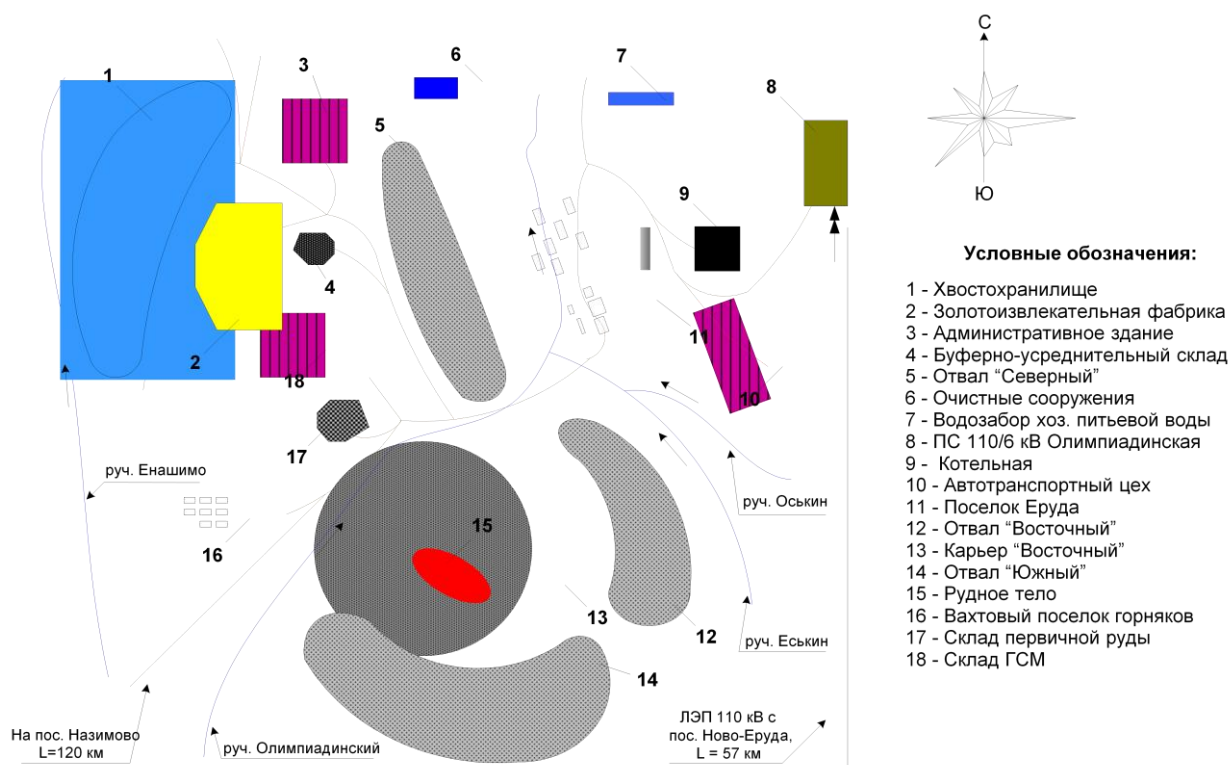 1
2
3
4
5
6
7
8
9
10
11
12
13
14
15
16
17
18
руч. Енашимо
руч. Оськин
руч. Еськин
руч. Олимпиадинский
На пос. Назимово
L=120 км
ЛЭП 110 кВ с
пос. Ново-Еруда,
L = 57 км
С
Ю
Условные обозначения:
1 - Хвостохранилище
2 - Золотоизвлекательная фабрика
3 - Административное здание
4 - Буферно-усреднительный склад
5 - Отвал “Северный”
6 - Очистные сооружения
7 - Водозабор хоз. питьевой воды
8 - ПС 110/6 кВ Олимпиадинская
9 - Котельная
10 - Автотранспортный цех
11 - Поселок Еруда
12 - Отвал “Восточный”
13 - Карьер “Восточный”
14 - Отвал “Южный”
15 - Рудное тело
16 - Вахтовый поселок горняков
17 - Склад первичной руды
18 - Склад ГСМ